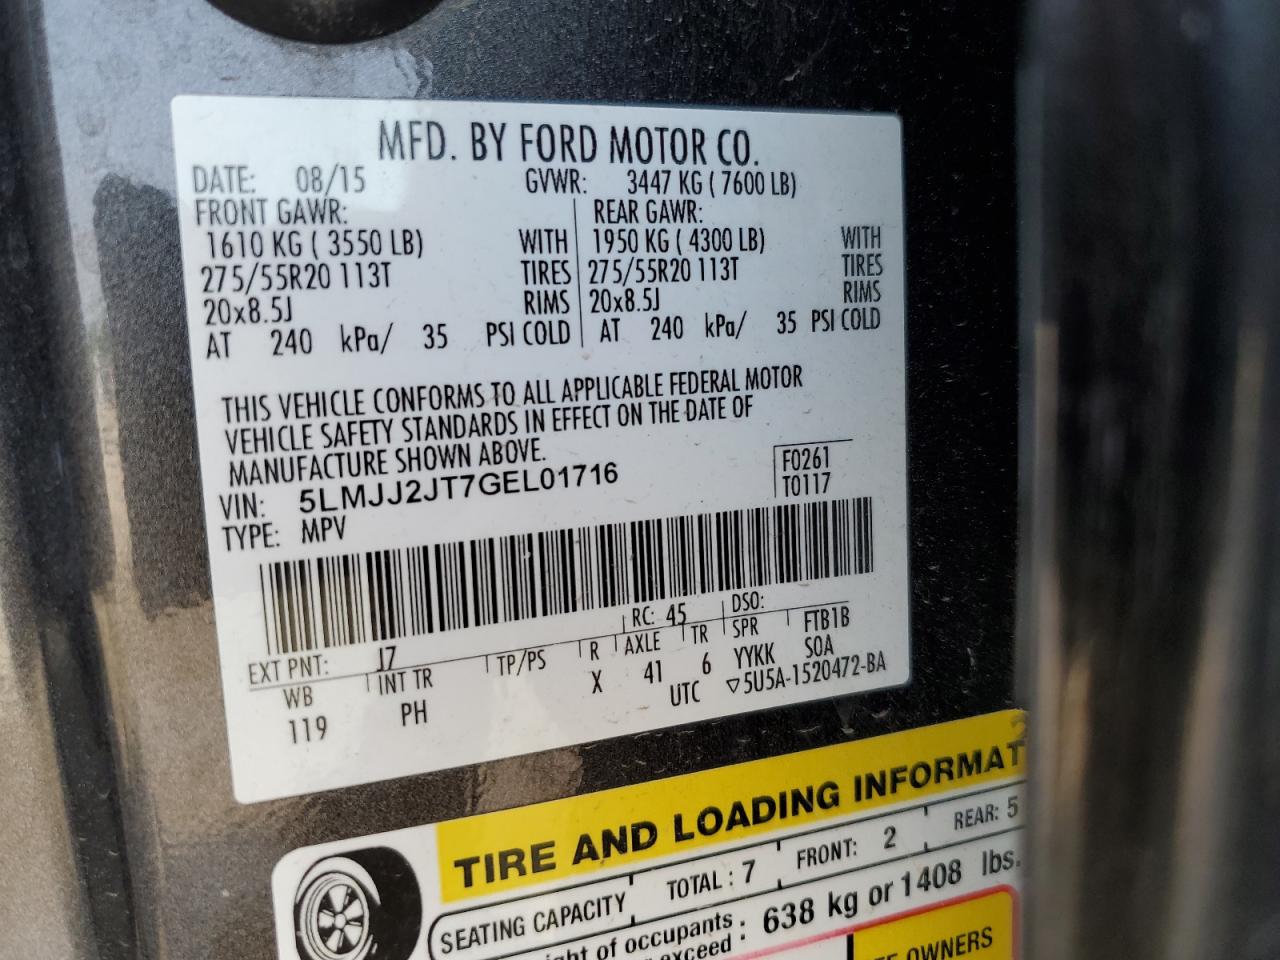 MFD. BY FORD MOTOR CO.
DATE: 08/15 GVWR: 3447 KG ( 7600 LB)
FRONT GAWR: REAR GAWR:
1610 KG ( 3550 LB) WITH 1950 KG ( 4300 LB) WITH
275/55R20 113T TIRES 275/55R20 113T TIRES
20x8.5J RIMS 20x8.5J RIMS
AT 240 kPa/ 35 PSI COLD AT 240 kPa/ 35 PSI COLD
THIS VEHICLE CONFORMS TO ALL APPLICABLE FEDERAL MOTOR
VEHICLE SAFETY STANDARDS IN EFFECT ON THE DATE OF
MANUFACTURE SHOWN ABOVE.
F0261
VIN: 5LMJJ2JT7GEL01716
T0117
TYPE: MPV
EXT PNT: J7 RC: 45 DSO:
WB INT TR TP/PS R AXLE TR SPR FTB1B
119 PH X 41 6 YYKK SOA
UTC ▽5U5A-1520472-BA
TIRE AND LOADING INFORMAT
SEATING CAPACITY TOTAL : 7 FRONT: 2 REAR: 5
ght of occupants
exceed : 638 kg or 1408 lbs.
OWNERS